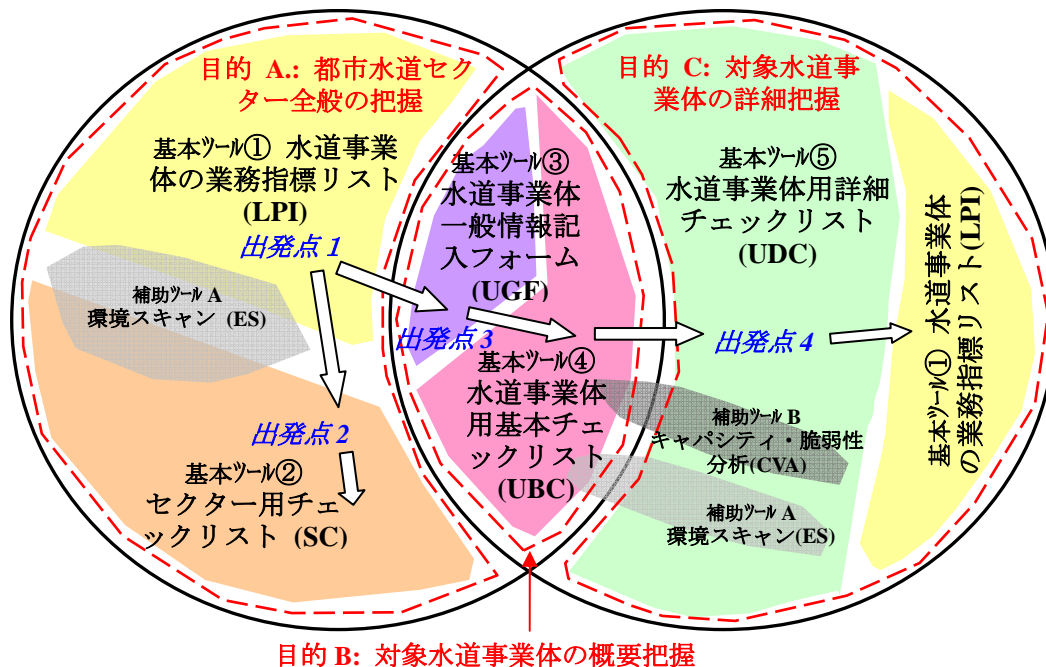 目的 A.: 都市水道セク
ター全般の把握
基本ﾂｰﾙ① 水道事業
体の業務指標リスト
(LPI)
出発点 1
補助ﾂｰﾙ A
環境スキャン (ES)
出発点 2
基本ﾂｰﾙ②
セクター用チェ
ックリスト (SC)
基本ﾂｰﾙ③
水道事業体
一般情報記
入フォーム
(UGF)
出発点 3
基本ﾂｰﾙ④
水道事業体
用基本チェ
ックリスト
(UBC)
目的 C: 対象水道事
業体の詳細把握
基本ﾂｰﾙ⑤
水道事業体用詳細
チェックリスト
(UDC)
出発点 4
補助ﾂｰﾙ B
キャパシティ・脆弱性
分析(CVA)
補助ﾂｰﾙ A
環境スキャン(ES)
基本ﾂｰﾙ① 水道事業体
の業務指標リスト(LPI)
目的 B: 対象水道事業体の概要把握